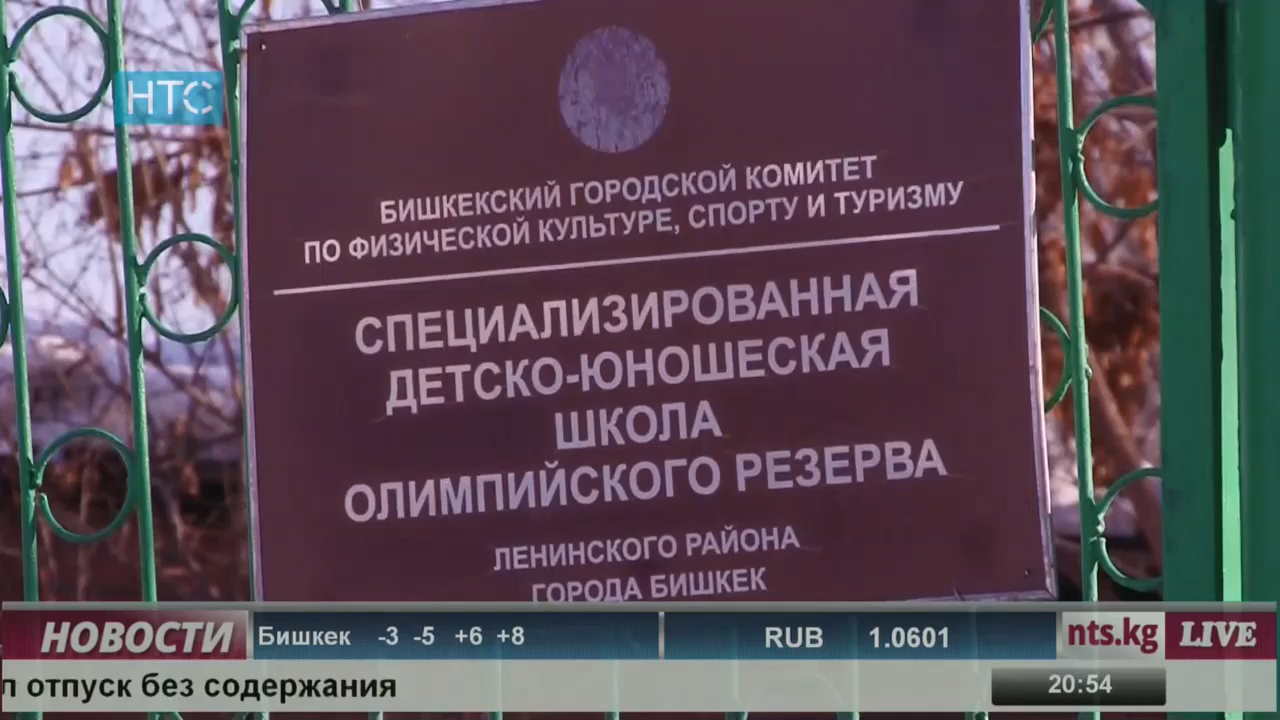 НТС
БИШКЕКСКИЙ ГОРОДСКОЙ КОМИТЕТ
ПО ФИЗИЧЕСКОЙ КУЛЬТУРЕ, СПОРТУ И ТУРИЗМУ
СПЕЦИАЛИЗИРОВАННАЯ
ДЕТСКО-ЮНОШЕСКАЯ
ШКОЛА
ОЛИМПИЙСКОГО РЕЗЕРВА
ЛЕНИНСКОГО РАЙОНА
ГОРОДА БИШКЕК
НОВОСТИ Бишкек -3 -5 +6 +8 RUB 1.0601 nts.kg LIVE
л отпуск без содержания 20:54